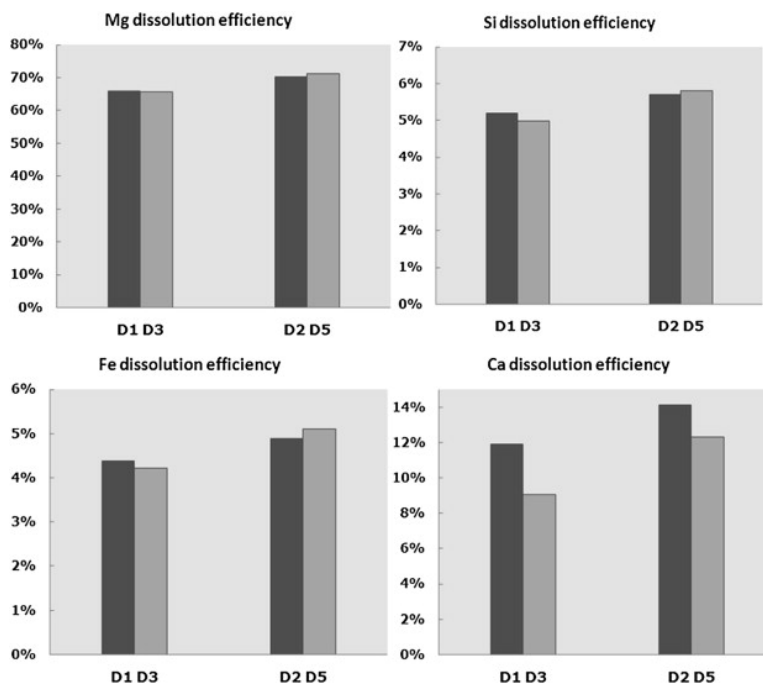 Mg dissolution efficiency
80%
70%
60%
50%
40%
30%
20%
10%
0%
D1 D3
D2 D5
Si dissolution efficiency
7%
6%
5%
4%
3%
2%
1%
0%
D1 D3
D2 D5
Fe dissolution efficiency
6%
5%
4%
3%
2%
1%
0%
D1 D3
D2 D5
Ca dissolution efficiency
14%
12%
10%
8%
6%
4%
2%
0%
D1 D3
D2 D5